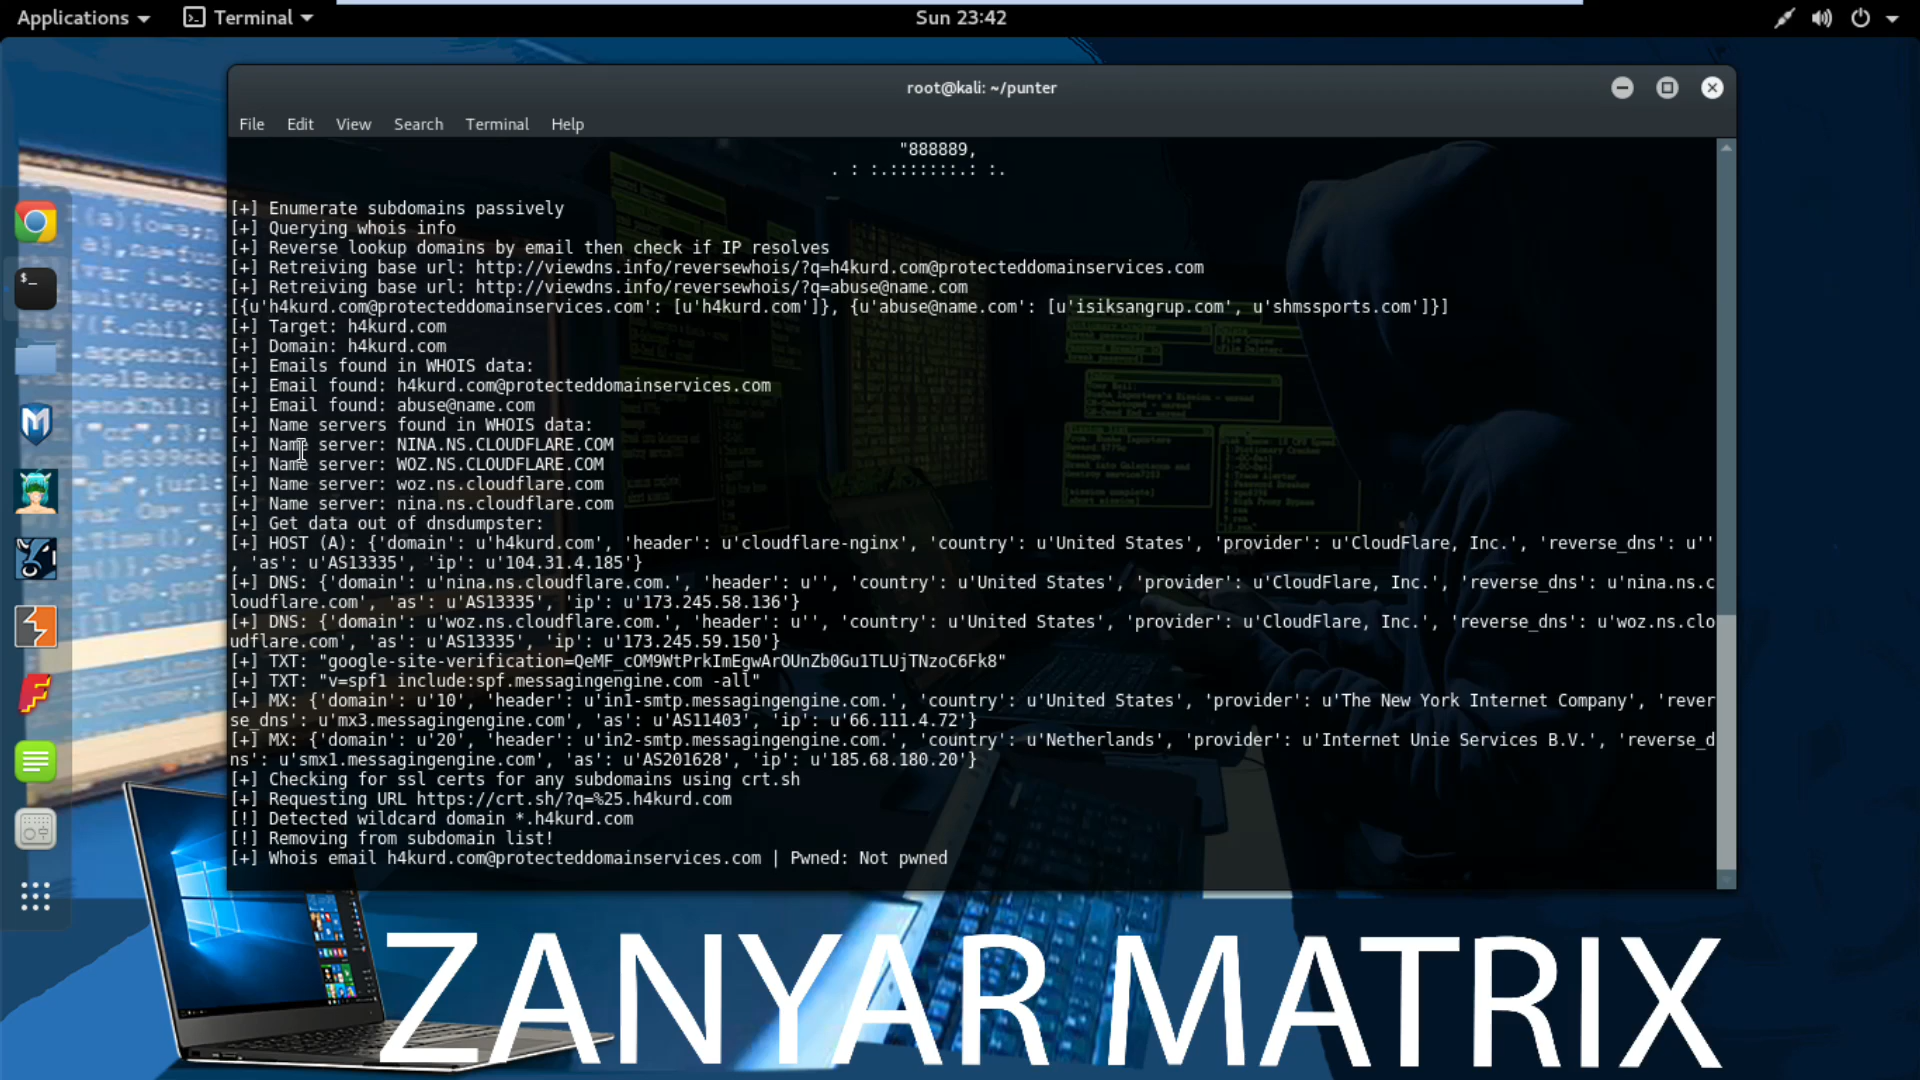 Applications
Terminal
Sun 23:42
root@kali: ~/punter
File Edit View Search Terminal Help
"888889,
. : :.:::::::.: :.
[+] Enumerate subdomains passively
[+] Querying whois info
[+] Reverse lookup domains by email then check if IP resolves
[+] Retreiving base url: http://viewdns.info/reversewhois/?q=h4kurd.com@protecteddomainservices.com
[+] Retreiving base url: http://viewdns.info/reversewhois/?q=abuse@name.com
[{u'h4kurd.com@protecteddomainservices.com': [u'h4kurd.com']}, {u'abuse@name.com': [u'isiksangrup.com', u'shmssports.com']}]
[+] Target: h4kurd.com
[+] Domain: h4kurd.com
[+] Emails found in WHOIS data:
[+] Email found: h4kurd.com@protecteddomainservices.com
[+] Email found: abuse@name.com
[+] Name servers found in WHOIS data:
[+] Name server: NINA.NS.CLOUDFLARE.COM
[+] Name server: WOZ.NS.CLOUDFLARE.COM
[+] Name server: woz.ns.cloudflare.com
[+] Name server: nina.ns.cloudflare.com
[+] Get data out of dnsdumpster:
[+] HOST (A): {'domain': u'h4kurd.com', 'header': u'cloudflare-nginx', 'country': u'United States', 'provider': u'CloudFlare, Inc.', 'reverse_dns': u''
, 'as': u'AS13335', 'ip': u'104.31.4.185'}
[+] DNS: {'domain': u'nina.ns.cloudflare.com.', 'header': u'', 'country': u'United States', 'provider': u'CloudFlare, Inc.', 'reverse_dns': u'nina.ns.c
loudflare.com', 'as': u'AS13335', 'ip': u'173.245.58.136'}
[+] DNS: {'domain': u'woz.ns.cloudflare.com.', 'header': u'', 'country': u'United States', 'provider': u'CloudFlare, Inc.', 'reverse_dns': u'woz.ns.clo
udflare.com', 'as': u'AS13335', 'ip': u'173.245.59.150'}
[+] TXT: "google-site-verification=QeMF_cOM9WtPrkImEgwArOUnZb0Gu1TLUjTNzoC6Fk8"
[+] TXT: "v=spf1 include:spf.messagingengine.com -all"
[+] MX: {'domain': u'10', 'header': u'in1-smtp.messagingengine.com.', 'country': u'United States', 'provider': u'The New York Internet Company', 'rever
se_dns': u'mx3.messagingengine.com', 'as': u'AS11403', 'ip': u'66.111.4.72'}
[+] MX: {'domain': u'20', 'header': u'in2-smtp.messagingengine.com.', 'country': u'Netherlands', 'provider': u'Internet Unie Services B.V.', 'reverse_d
ns': u'smx1.messagingengine.com', 'as': u'AS201628', 'ip': u'185.68.180.20'}
[+] Checking for ssl certs for any subdomains using crt.sh
[+] Requesting URL https://crt.sh/?q=%25.h4kurd.com
[!] Detected wildcard domain *.h4kurd.com
[!] Removing from subdomain list!
[+] Whois email h4kurd.com@protecteddomainservices.com | Pwned: Not pwned
ZANYAR MATRIX